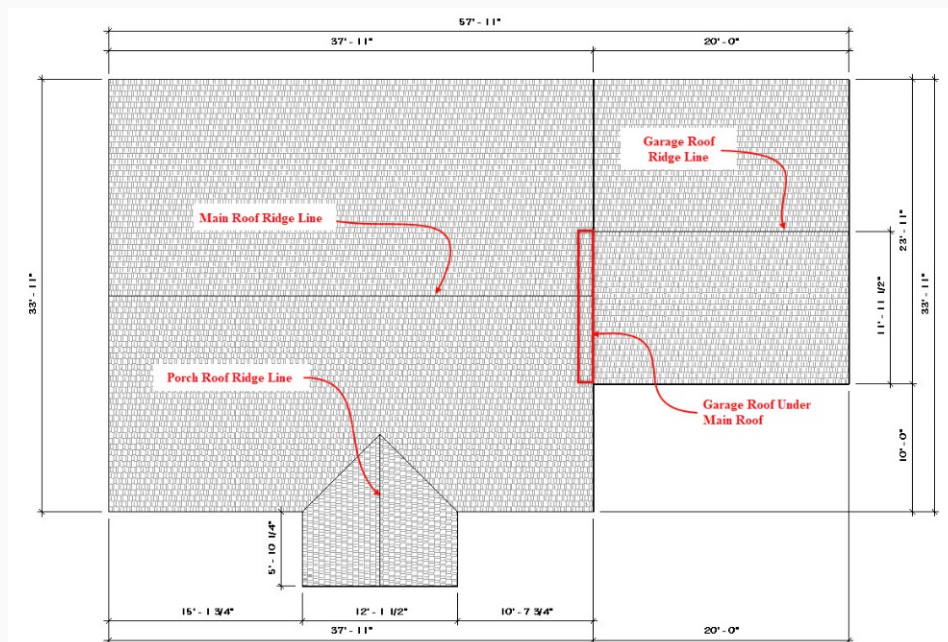 57' - 11"
37' - 11"
20' - 0"
Garage Roof
Ridge Line
Main Roof Ridge Line
33' - 11"
23' - 11"
33' - 11"
11' - 11 1/2"
Porch Roof Ridge Line
Garage Roof Under
Main Roof
10' - 0"
5' - 10 1/4"
15' - 1 3/4"
12' - 1 1/2"
10' - 7 3/4"
37' - 11"
20' - 0"